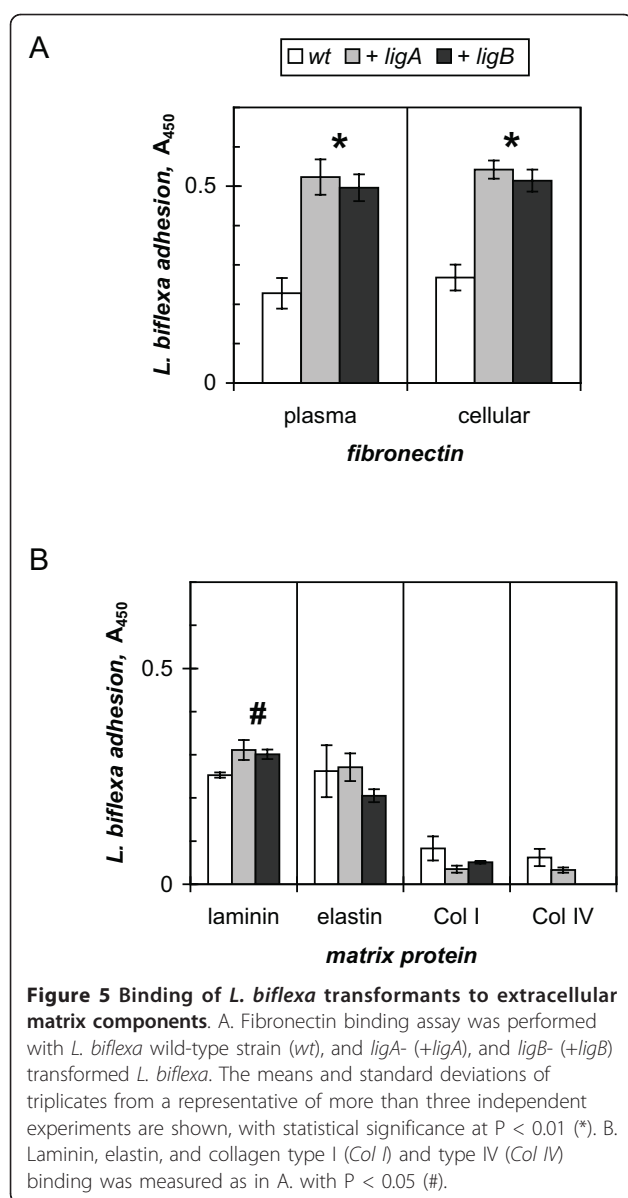 A
wt + ligA + ligB
L. biflexa adhesion, A450
0.5
0
*
*
plasma cellular
fibronectin
B
L. biflexa adhesion, A450
0.5
0
#
laminin elastin Col I Col IV
matrix protein
Figure 5 Binding of L. biflexa transformants to extracellular
matrix components. A. Fibronectin binding assay was performed
with L. biflexa wild-type strain (wt), and ligA- (+ligA), and ligB- (+ligB)
transformed L. biflexa. The means and standard deviations of
triplicates from a representative of more than three independent
experiments are shown, with statistical significance at P < 0.01 (*). B.
Laminin, elastin, and collagen type I (Col I) and type IV (Col IV)
binding was measured as in A. with P < 0.05 (#).